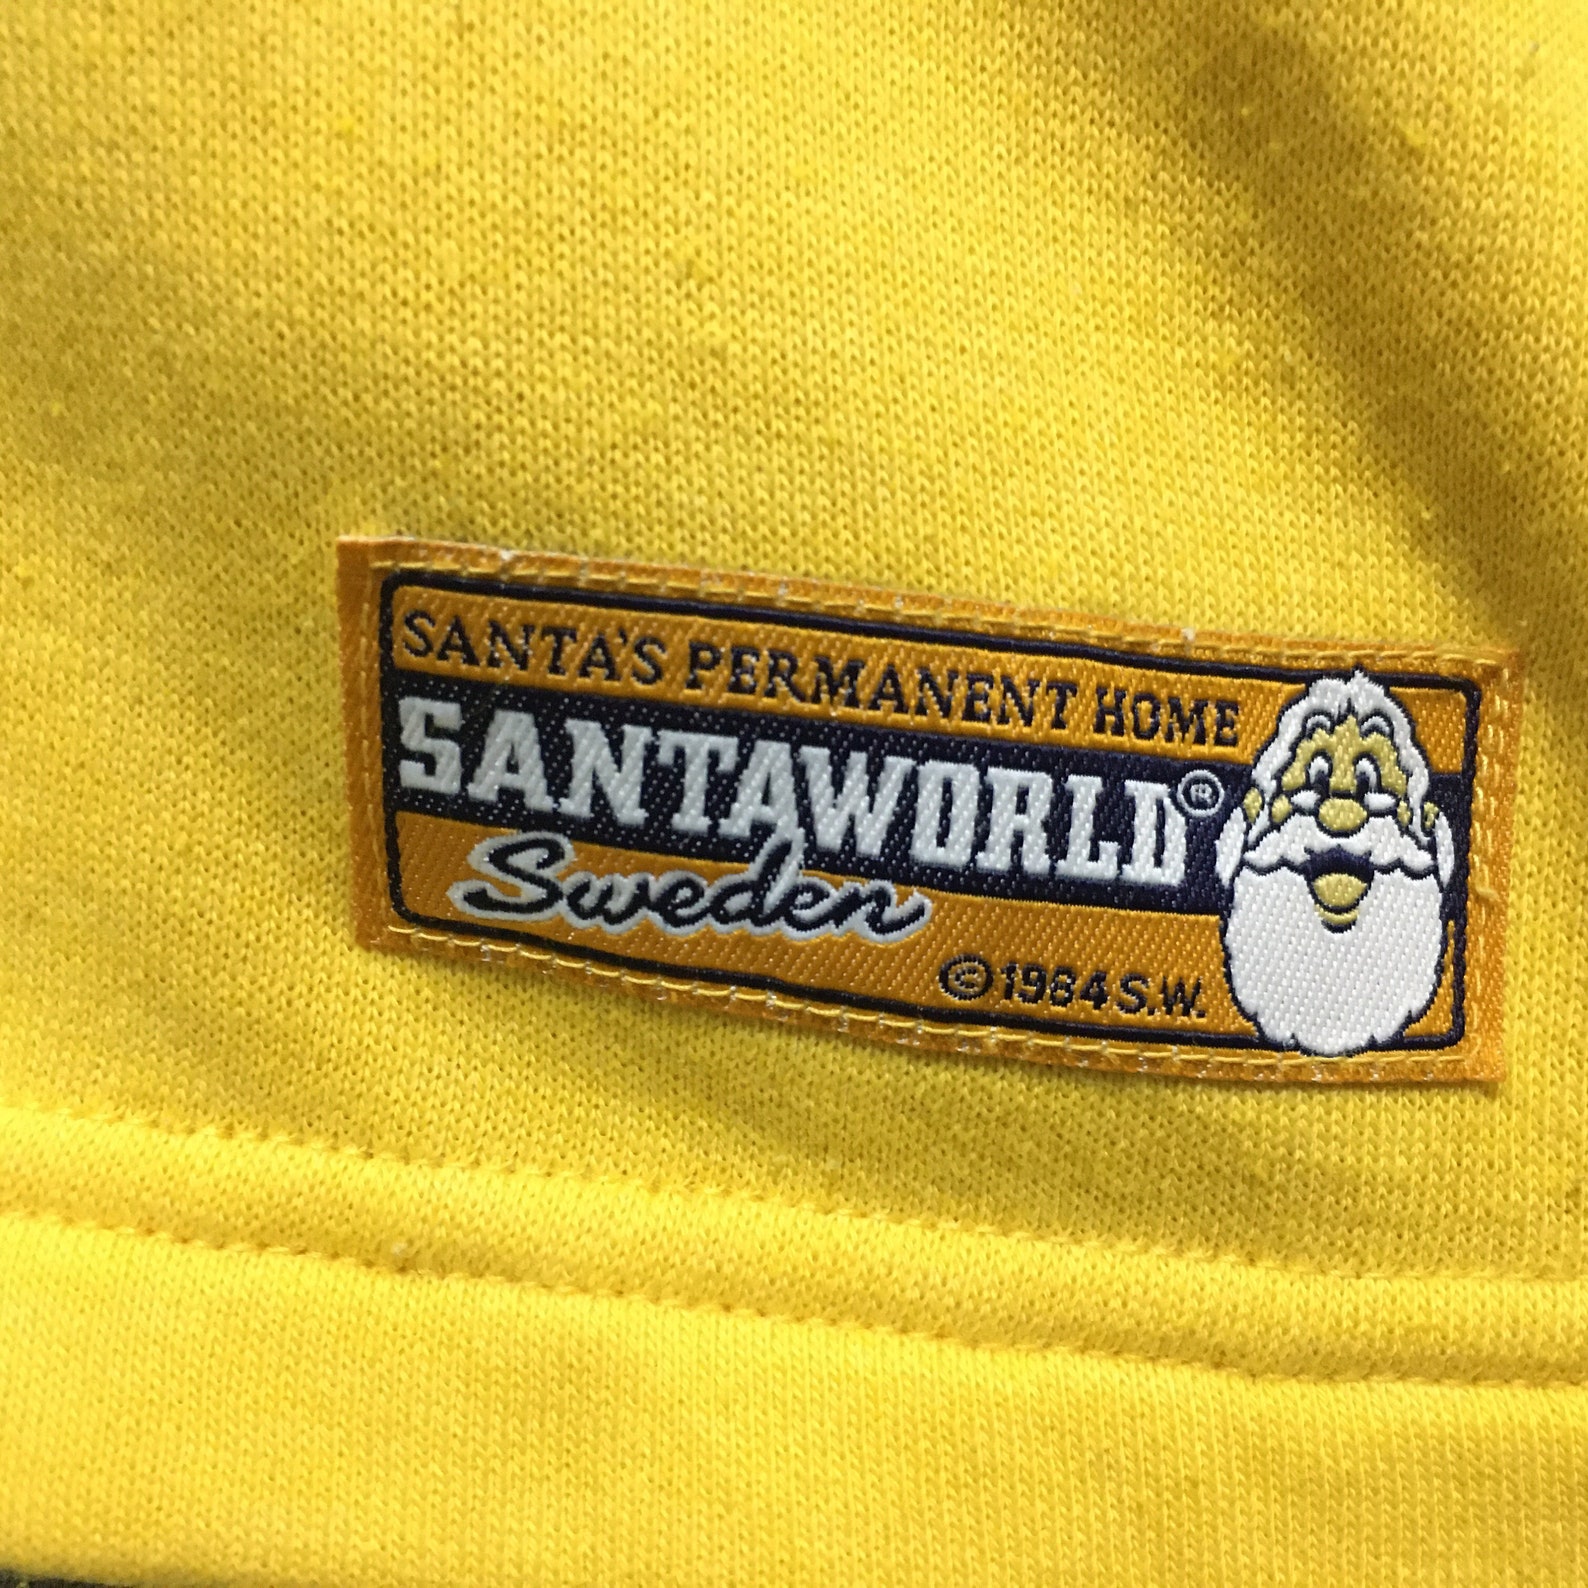 SANTA'S PERMANENT HOME
SANTAWORLD®
Sweden
©1984 S.W.